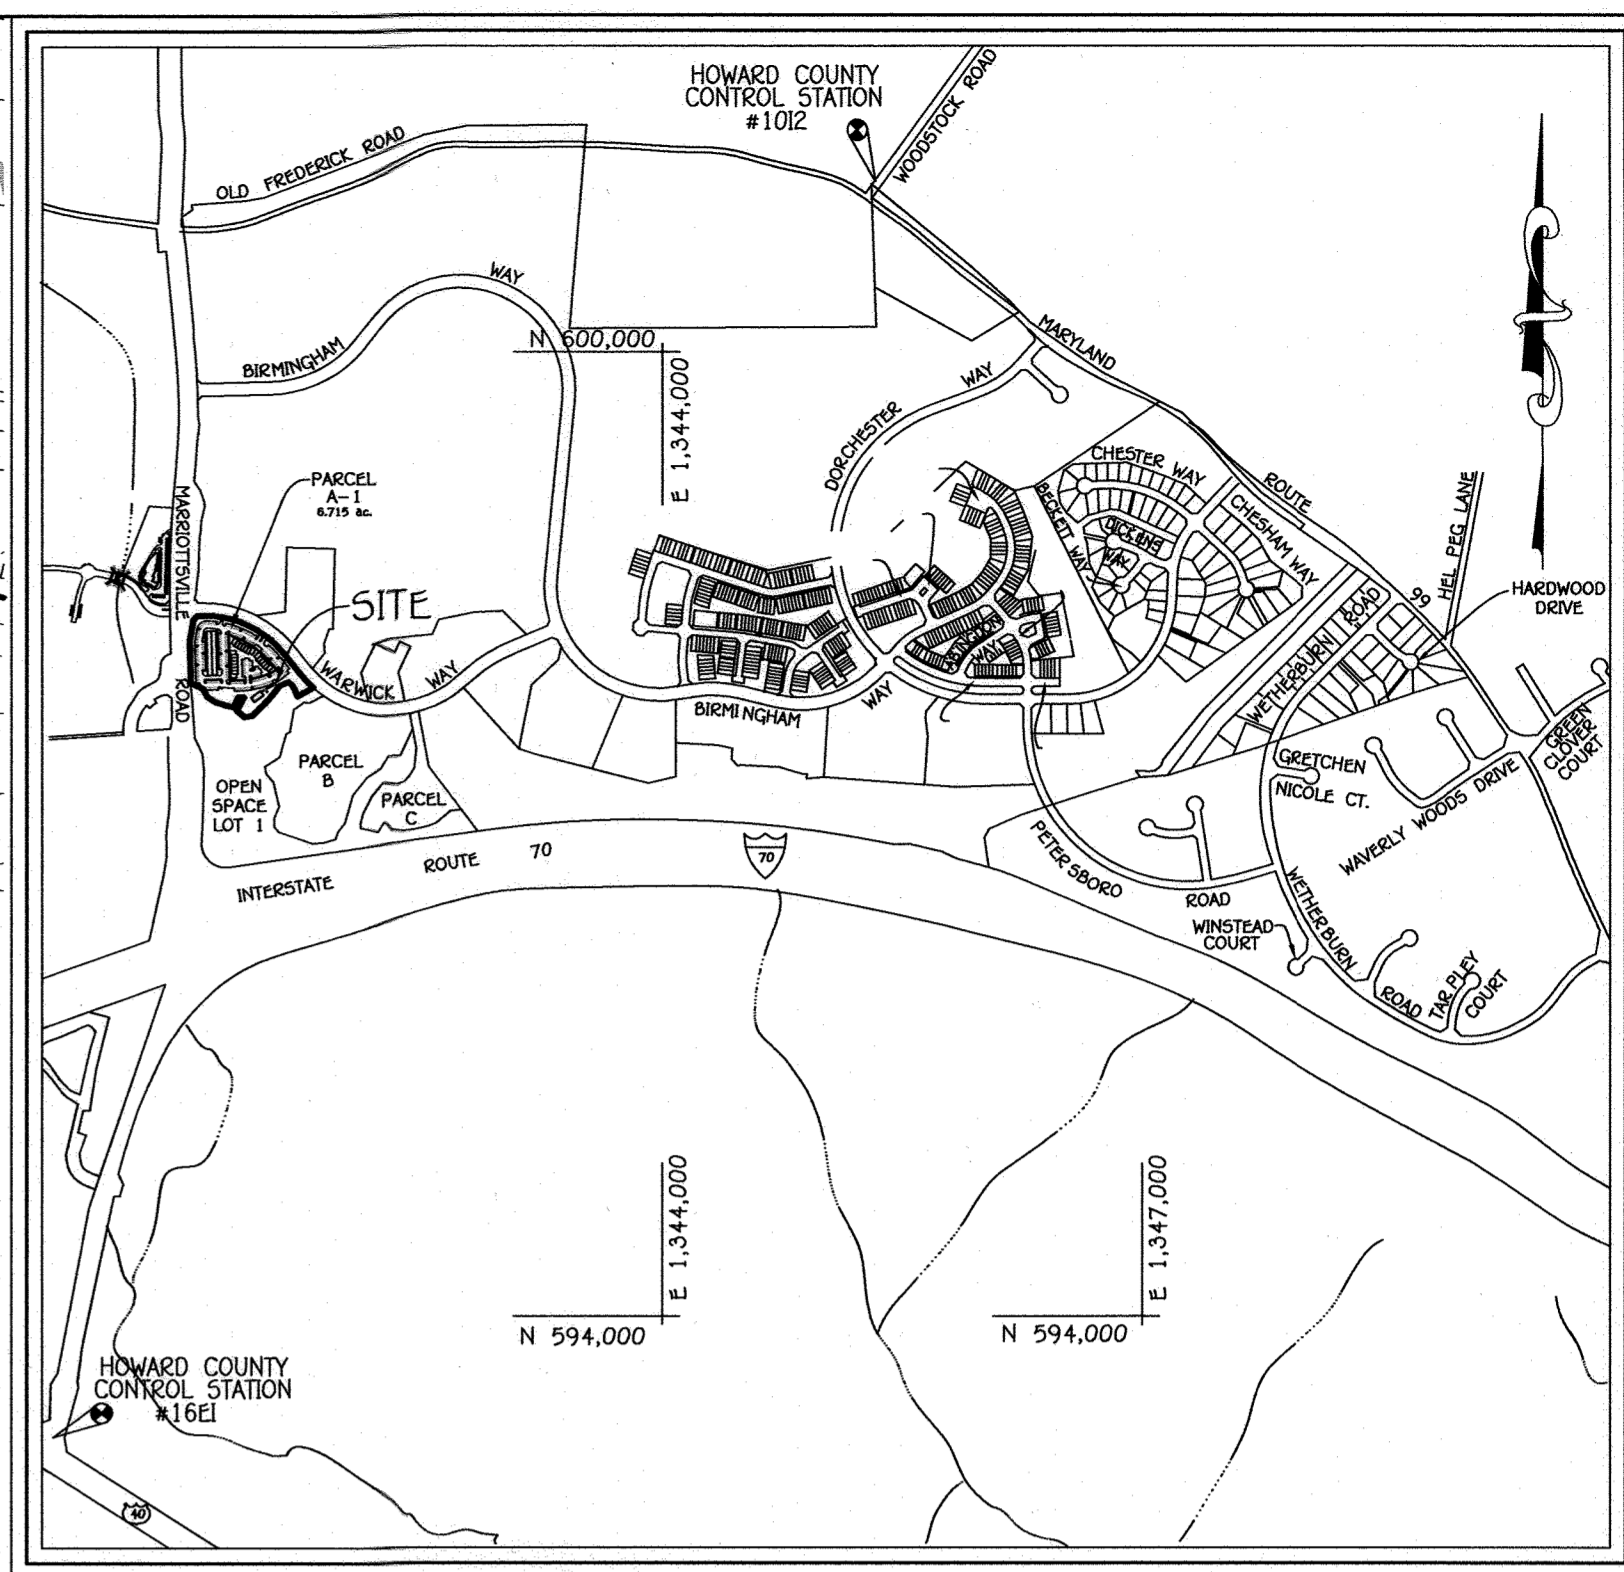 HOWARD COUNTY
CONTROL STATION
#10I2
WOODSTOCK ROAD
OLD FREDERICK ROAD
WAY
BIRMINGHAM
N 600,000
E 1,344,000
MARYLAND
WAY
DORCHESTER
CHESTER WAY
ROUTE
HEL PEG LANE
PARCEL
A-1
6.715 ac.
MARRIOTTSVILLE
BECKETT WAY
DICKENS
WAY
CHESHAM WAY
99
HARDWOOD
DRIVE
SITE
ROAD
ABINGDON
WAY
WETHERBURN
ROAD
WARWICK
WAY
BIRMINGHAM
WAY
GREEN
CLOVER
COURT
GRETCHEN
NICOLE CT.
PARCEL
B
OPEN
SPACE
LOT 1
PARCEL
C
WAVERLY WOODS DRIVE
INTERSTATE
ROUTE
70
70
PETERSBORO
ROAD
WETHERBURN
ROAD
WINSTEAD
COURT
TARPLEY
COURT
E 1,344,000
N 594,000
E 1,347,000
N 594,000
HOWARD COUNTY
CONTROL STATION
#16E1
40